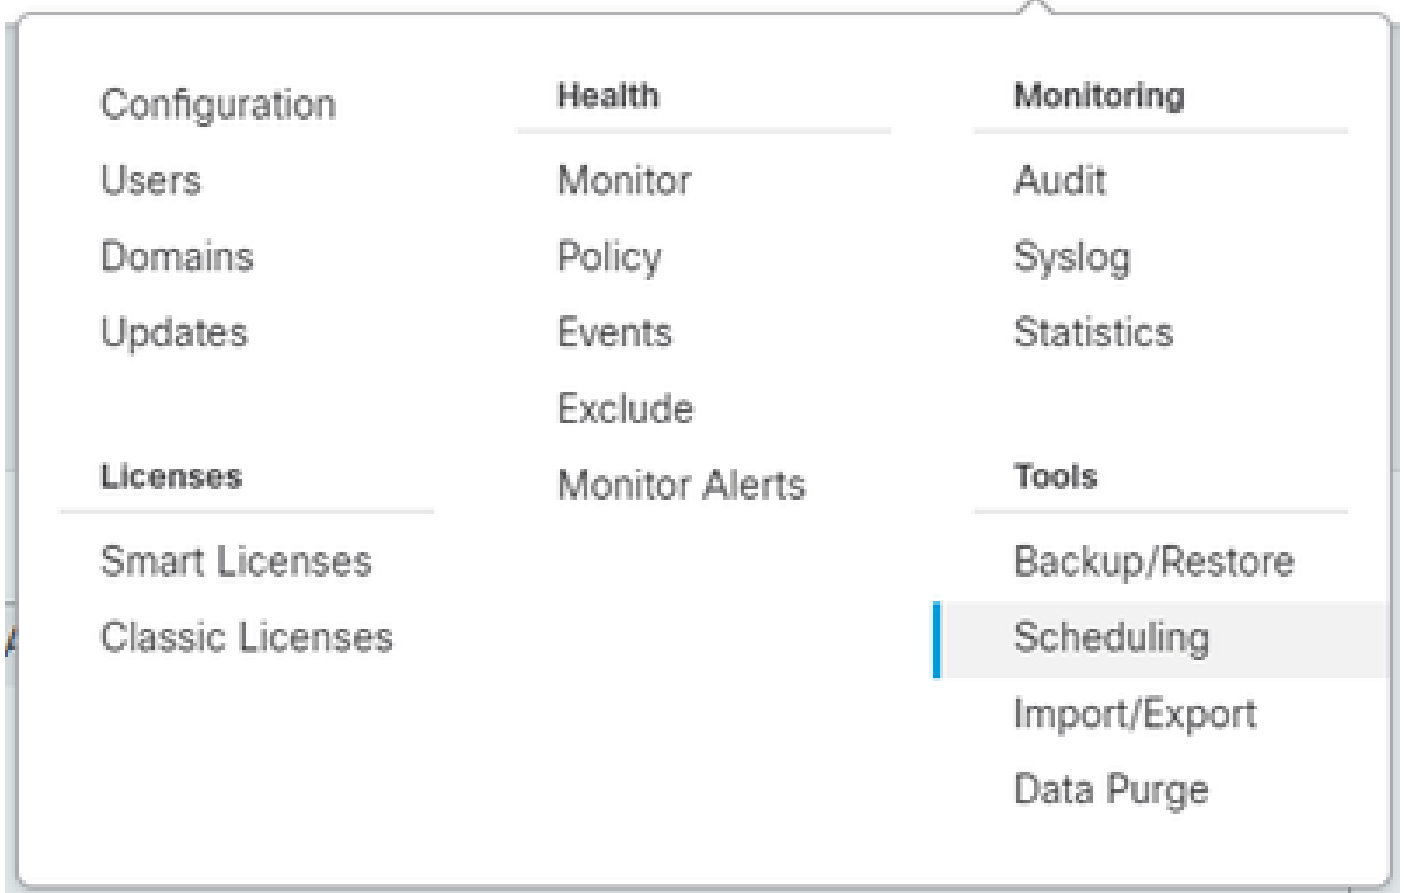 Configuration
Users
Domains
Updates
Licenses
Smart Licenses
Classic Licenses
Health
Monitor
Policy
Events
Exclude
Monitor Alerts
Monitoring
Audit
Syslog
Statistics
Tools
Backup/Restore
Scheduling
Import/Export
Data Purge